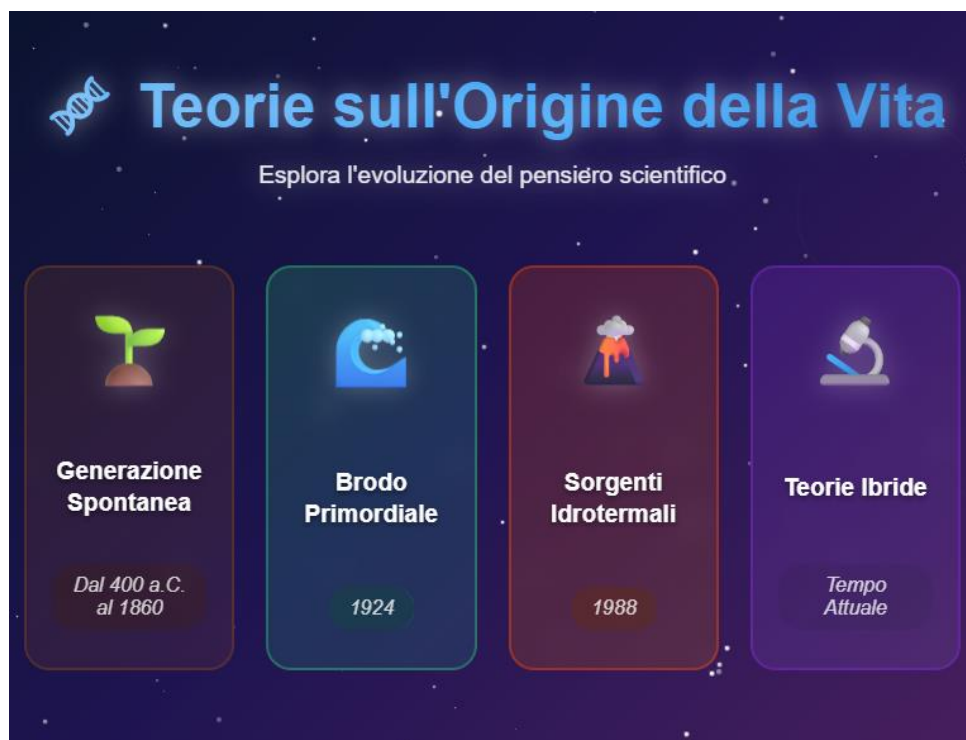 Teorie sull'Origine della Vita
Esplora l'evoluzione del pensiero scientifico
Generazione
Spontanea
Dal 400 a.C.
al 1860
Brodo
Primordiale
1924
Sorgenti
Idrotermali
1988
Teorie Ibride
Tempo
Attuale